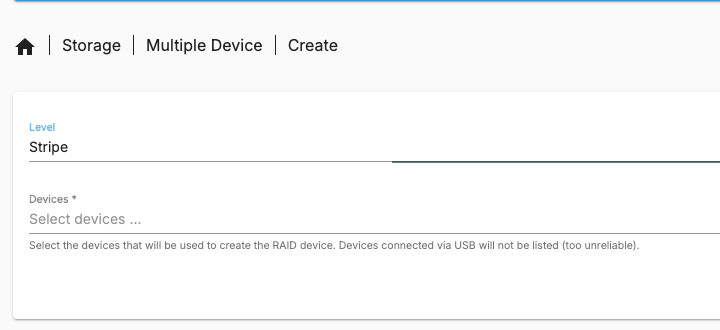 Storage | Multiple Device | Create
Level
Stripe
Devices *
Select devices ...
Select the devices that will be used to create the RAID device. Devices connected via USB will not be listed (too unreliable).